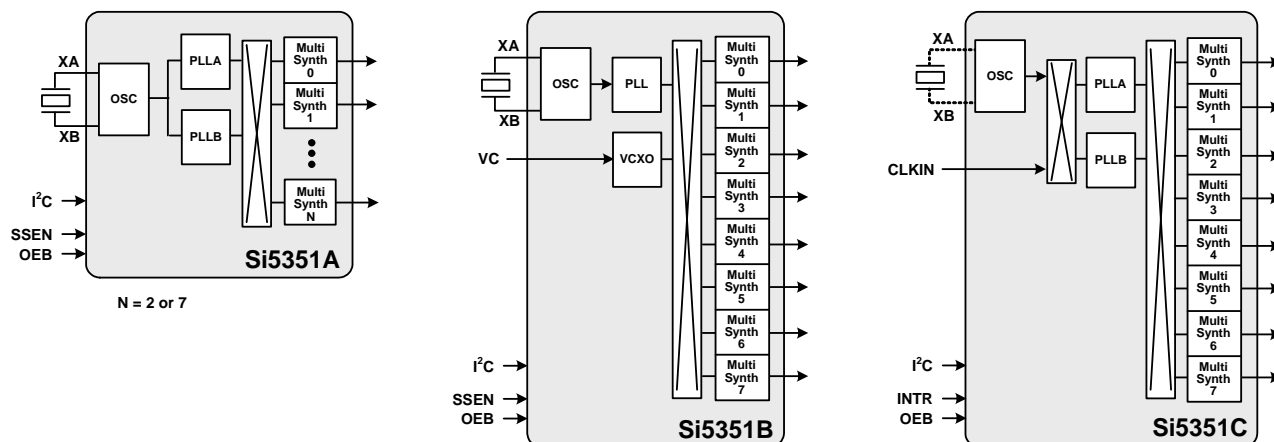 XA
XB
OSC
PLLA
PLLB
Multi
Synth
0
Multi
Synth
1
Multi
Synth
N
I²C
SSEN
OEB
Si5351A
N = 2 or 7
XA
XB
OSC
PLL
VC
VCXO
Multi
Synth
0
Multi
Synth
1
Multi
Synth
2
Multi
Synth
3
Multi
Synth
4
Multi
Synth
5
Multi
Synth
6
Multi
Synth
7
I²C
SSEN
OEB
Si5351B
XA
XB
OSC
PLLA
PLLB
CLKIN
Multi
Synth
0
Multi
Synth
1
Multi
Synth
2
Multi
Synth
3
Multi
Synth
4
Multi
Synth
5
Multi
Synth
6
Multi
Synth
7
I²C
INTR
OEB
Si5351C